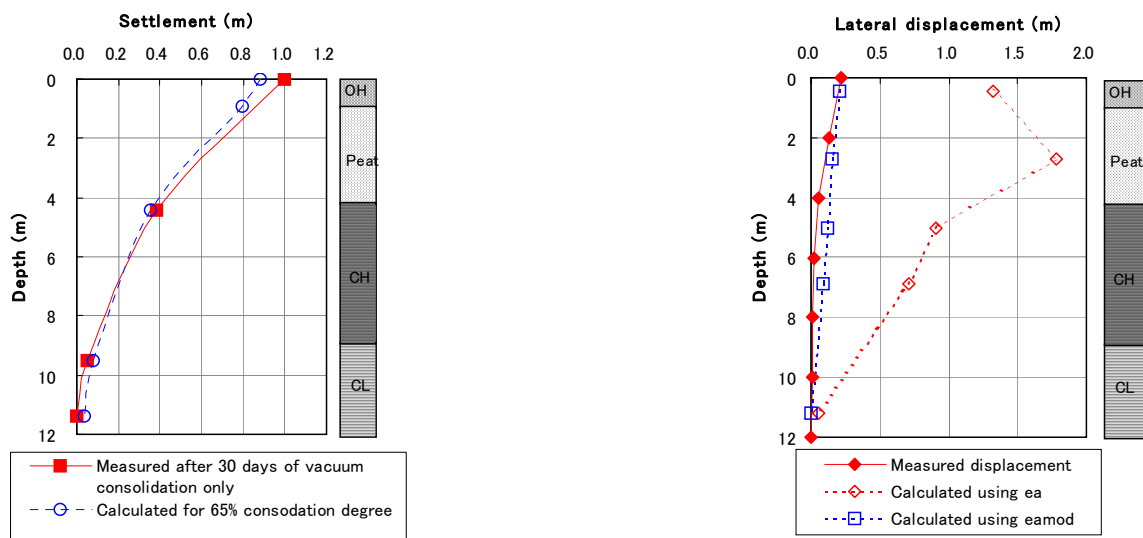 Settlement (m)
0.0 0.2 0.4 0.6 0.8 1.0 1.2
Depth (m)
0
2
4
6
8
10
12
OH
Peat
CH
CL
Measured after 30 days of vacuum
consolidation only
Calculated for 65% consodation degree
Lateral displacement (m)
0.0 0.5 1.0 1.5 2.0
Depth (m)
0
2
4
6
8
10
12
OH
Peat
CH
CL
Measured displacement
Calculated using ea
Calculated using eamod